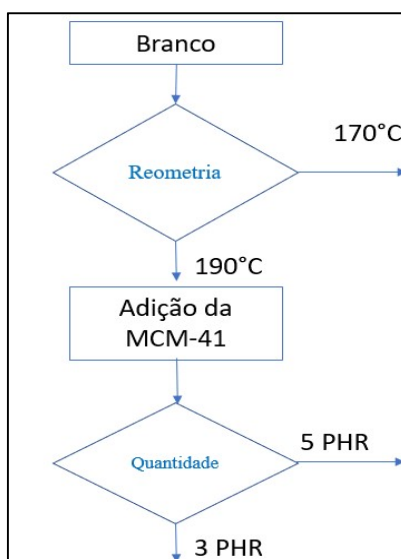 Branco
170°C
Reometria
190°C
Adição da
MCM-41
5 PHR
Quantidade
3 PHR